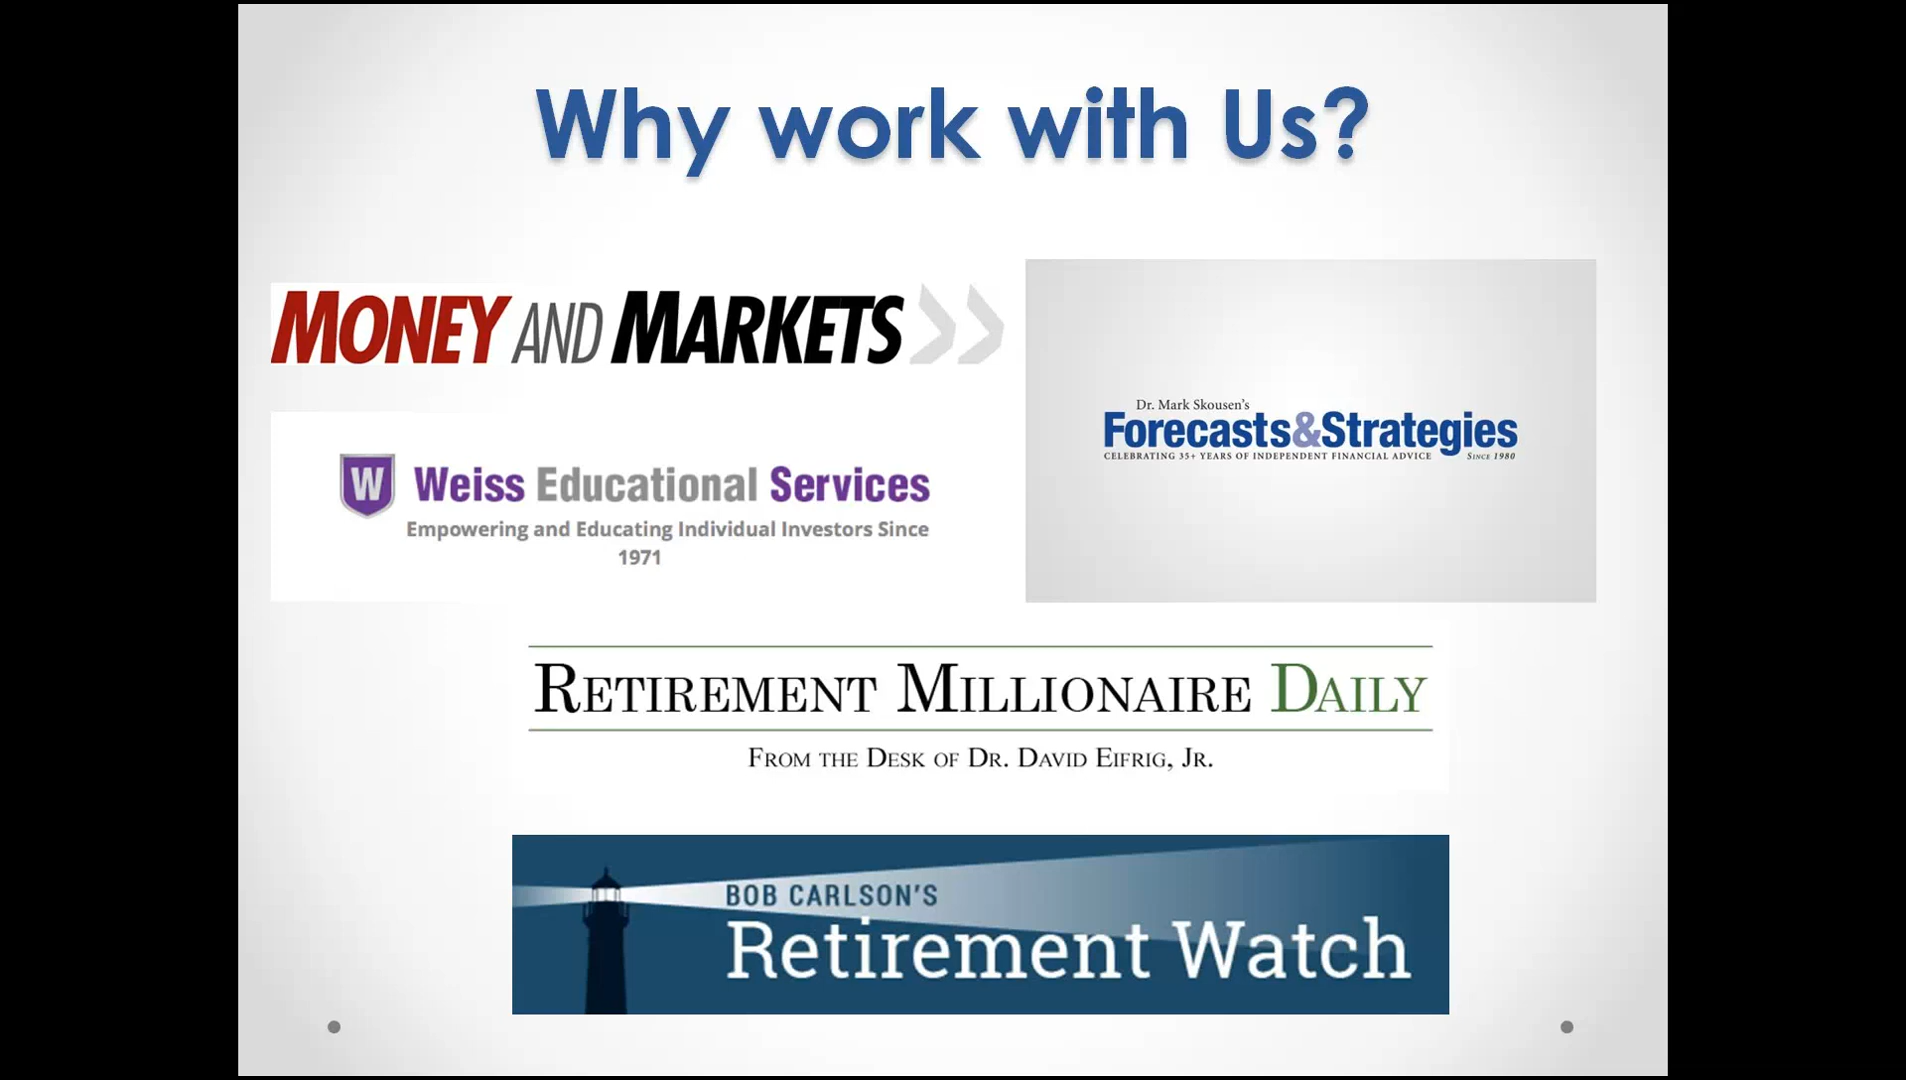 Why work with Us?
MONEY AND MARKETS
Dr. Mark Skousen's
Forecasts&Strategies
CELEBRATING 35+ YEARS OF INDEPENDENT FINANCIAL ADVICE SINCE 1980
W Weiss Educational Services
Empowering and Educating Individual Investors Since
1971
RETIREMENT MILLIONAIRE DAILY
FROM THE DESK OF DR. DAVID EIFRIG, JR.
BOB CARLSON'S
Retirement Watch